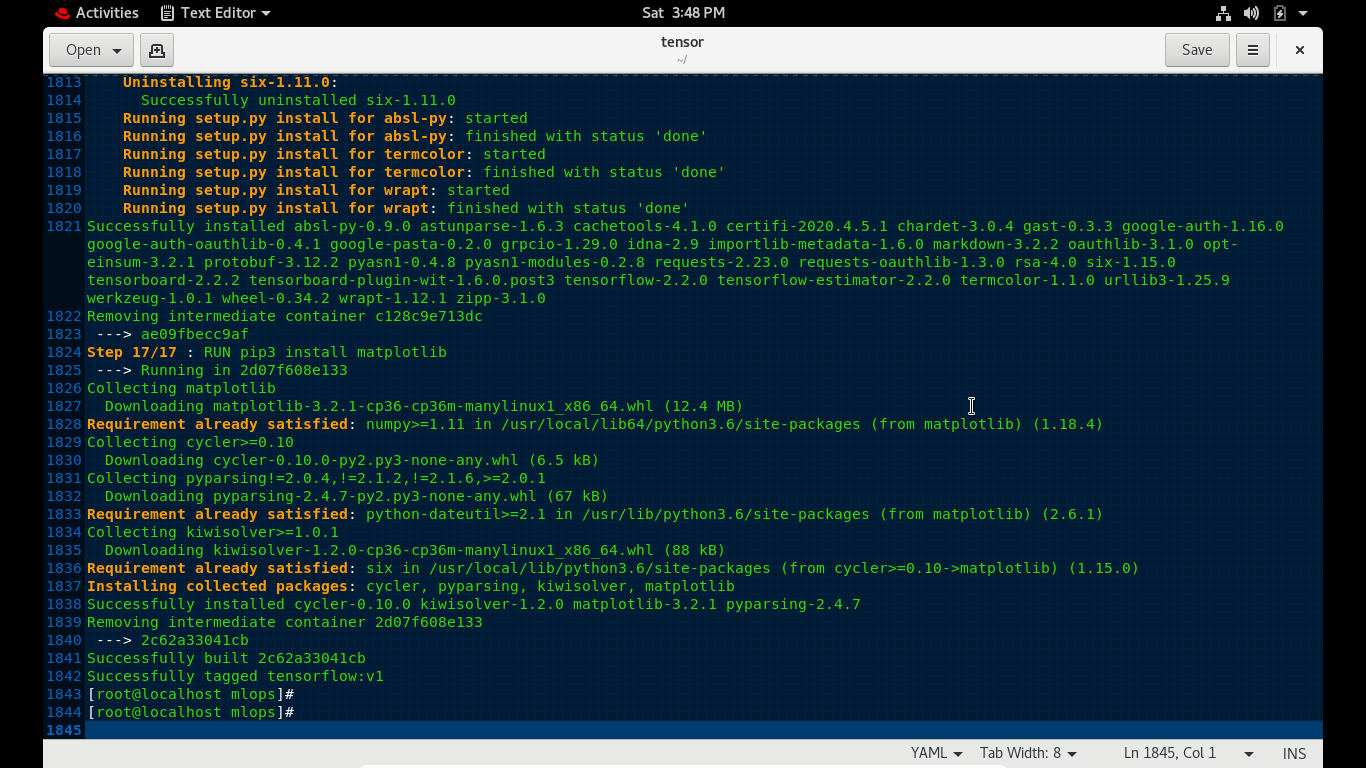 Activities Text Editor Sat 3:48 PM
Open tensor Save
~/
1813 Uninstalling six-1.11.0:
1814 Successfully uninstalled six-1.11.0
1815 Running setup.py install for absl-py: started
1816 Running setup.py install for absl-py: finished with status 'done'
1817 Running setup.py install for termcolor: started
1818 Running setup.py install for termcolor: finished with status 'done'
1819 Running setup.py install for wrapt: started
1820 Running setup.py install for wrapt: finished with status 'done'
1821 Successfully installed absl-py-0.9.0 astunparse-1.6.3 cachetools-4.1.0 certifi-2020.4.5.1 chardet-3.0.4 gast-0.3.3 google-auth-1.16.0
google-auth-oauthlib-0.4.1 google-pasta-0.2.0 grpcio-1.29.0 idna-2.9 importlib-metadata-1.6.0 markdown-3.2.2 oauthlib-3.1.0 opt-
einsum-3.2.1 protobuf-3.12.2 pyasn1-0.4.8 pyasn1-modules-0.2.8 requests-2.23.0 requests-oauthlib-1.3.0 rsa-4.0 six-1.15.0
tensorboard-2.2.2 tensorboard-plugin-wit-1.6.0.post3 tensorflow-2.2.0 tensorflow-estimator-2.2.0 termcolor-1.1.0 urllib3-1.25.9
werkzeug-1.0.1 wheel-0.34.2 wrapt-1.12.1 zipp-3.1.0
1822 Removing intermediate container c128c9e713dc
1823 ---> ae09fbecc9af
1824 Step 17/17 : RUN pip3 install matplotlib
1825 ---> Running in 2d07f608e133
1826 Collecting matplotlib
1827 Downloading matplotlib-3.2.1-cp36-cp36m-manylinux1_x86_64.whl (12.4 MB)
1828 Requirement already satisfied: numpy>=1.11 in /usr/local/lib64/python3.6/site-packages (from matplotlib) (1.18.4)
1829 Collecting cycler>=0.10
1830 Downloading cycler-0.10.0-py2.py3-none-any.whl (6.5 kB)
1831 Collecting pyparsing!=2.0.4,!=2.1.2,!=2.1.6,>=2.0.1
1832 Downloading pyparsing-2.4.7-py2.py3-none-any.whl (67 kB)
1833 Requirement already satisfied: python-dateutil>=2.1 in /usr/lib/python3.6/site-packages (from matplotlib) (2.6.1)
1834 Collecting kiwisolver>=1.0.1
1835 Downloading kiwisolver-1.2.0-cp36-cp36m-manylinux1_x86_64.whl (88 kB)
1836 Requirement already satisfied: six in /usr/local/lib/python3.6/site-packages (from cycler>=0.10->matplotlib) (1.15.0)
1837 Installing collected packages: cycler, pyparsing, kiwisolver, matplotlib
1838 Successfully installed cycler-0.10.0 kiwisolver-1.2.0 matplotlib-3.2.1 pyparsing-2.4.7
1839 Removing intermediate container 2d07f608e133
1840 ---> 2c62a33041cb
1841 Successfully built 2c62a33041cb
1842 Successfully tagged tensorflow:v1
1843 [root@localhost mlops]#
1844 [root@localhost mlops]#
1845
YAML Tab Width: 8 Ln 1845, Col 1 INS